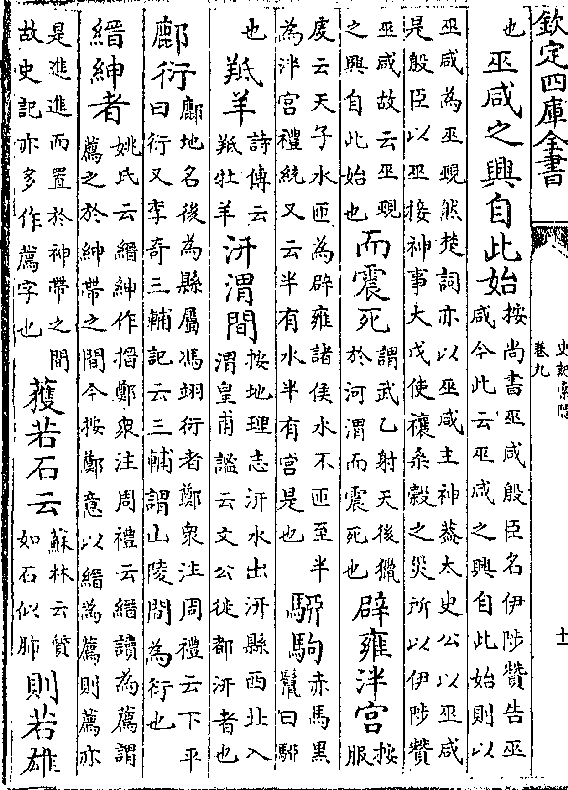 欽定四庫全書
史記索隱
卷九
十一
也
巫咸之興自此始
按尚書巫咸殷臣名伊陟贊告巫
咸今此云巫咸之興自此始則以
巫咸為巫覡然楚詞亦以巫咸主神蓋太史公以巫咸
是殷臣以巫接神事大戊使禳桑穀之災所以伊陟贊
巫咸故云巫覡
之興自此始也
而震死
謂武乙射天後獵
於河渭而震死也
辟雍泮宫
按
服
虔云天子水匝為辟雍諸侯水不匝至半
為泮宫禮統又云半有水半有宫是也
騂駒
赤馬黒
鬛曰騂
也
羝羊
詩傳云
羝牡羊
汧渭間
按地理志汧水出汧縣西北入
渭皇甫謐云文公徙都汧者也
鄜衍
鄜地名後為縣屬馮翊衍者鄭衆注周禮云下平
曰衍又李奇三輔記云三輔謂山陵間為衍也
縉紳者
姚氏云縉紳作搢鄭衆注周禮云縉讀為薦謂
薦之於紳帶之間今按鄭意以縉為薦則薦亦
是進進而置於神帶之間
故史記亦多作薦字也
獲若石云
蘇林云質
如石似肺
則若雄